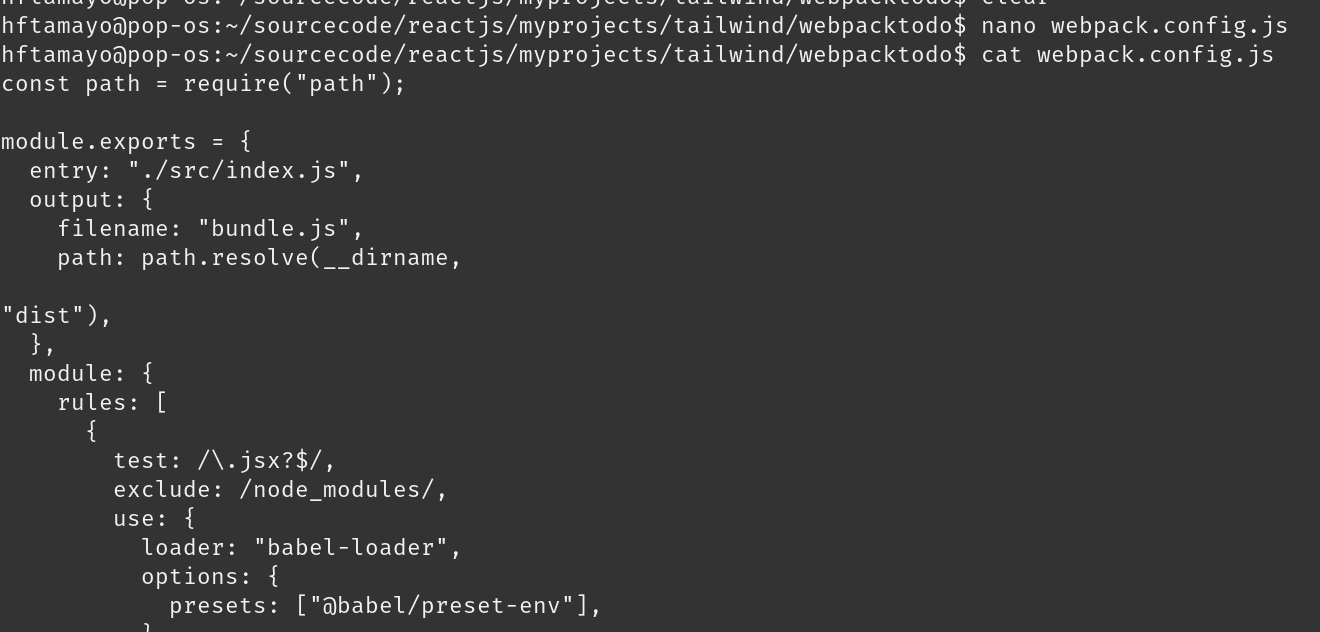 hftamayo@pop-os:~/sourcecode/reactjs/myprojects/tailwind/webpacktodo$ clear
hftamayo@pop-os:~/sourcecode/reactjs/myprojects/tailwind/webpacktodo$ nano webpack.config.js
hftamayo@pop-os:~/sourcecode/reactjs/myprojects/tailwind/webpacktodo$ cat webpack.config.js
const path = require("path");

module.exports = {
  entry: "./src/index.js",
  output: {
    filename: "bundle.js",
    path: path.resolve(__dirname,

"dist"),
  },
  module: {
    rules: [
      {
        test: /\.jsx?$/,
        exclude: /node_modules/,
        use: {
          loader: "babel-loader",
          options: {
            presets: ["@babel/preset-env"],
          }